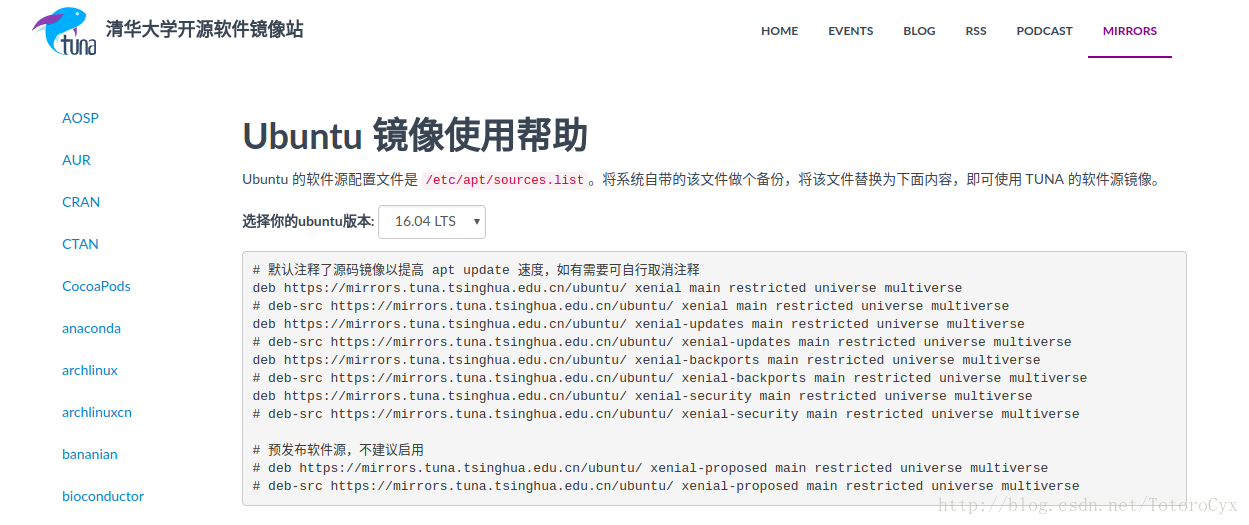 tuna
清华大学开源软件镜像站
HOME EVENTS BLOG RSS PODCAST MIRRORS
AOSP
AUR
CRAN
CTAN
CocoaPods
anaconda
archlinux
archlinuxcn
bananian
bioconductor
Ubuntu 镜像使用帮助
Ubuntu 的软件源配置文件是 /etc/apt/sources.list 。将系统自带的该文件做个备份，将该文件替换为下面内容，即可使用 TUNA 的软件源镜像。
选择你的ubuntu版本: 16.04 LTS
# 默认注释了源码镜像以提高 apt update 速度，如有需要可自行取消注释
deb https://mirrors.tuna.tsinghua.edu.cn/ubuntu/ xenial main restricted universe multiverse
# deb-src https://mirrors.tuna.tsinghua.edu.cn/ubuntu/ xenial main restricted universe multiverse
deb https://mirrors.tuna.tsinghua.edu.cn/ubuntu/ xenial-updates main restricted universe multiverse
# deb-src https://mirrors.tuna.tsinghua.edu.cn/ubuntu/ xenial-updates main restricted universe multiverse
deb https://mirrors.tuna.tsinghua.edu.cn/ubuntu/ xenial-backports main restricted universe multiverse
# deb-src https://mirrors.tuna.tsinghua.edu.cn/ubuntu/ xenial-backports main restricted universe multiverse
deb https://mirrors.tuna.tsinghua.edu.cn/ubuntu/ xenial-security main restricted universe multiverse
# deb-src https://mirrors.tuna.tsinghua.edu.cn/ubuntu/ xenial-security main restricted universe multiverse
# 预发布软件源，不建议启用
# deb https://mirrors.tuna.tsinghua.edu.cn/ubuntu/ xenial-proposed main restricted universe multiverse
# deb-src https://mirrors.tuna.tsinghua.edu.cn/ubuntu/ xenial-proposed main restricted universe multiverse
http://blog.csdn.net/TotoroCyx